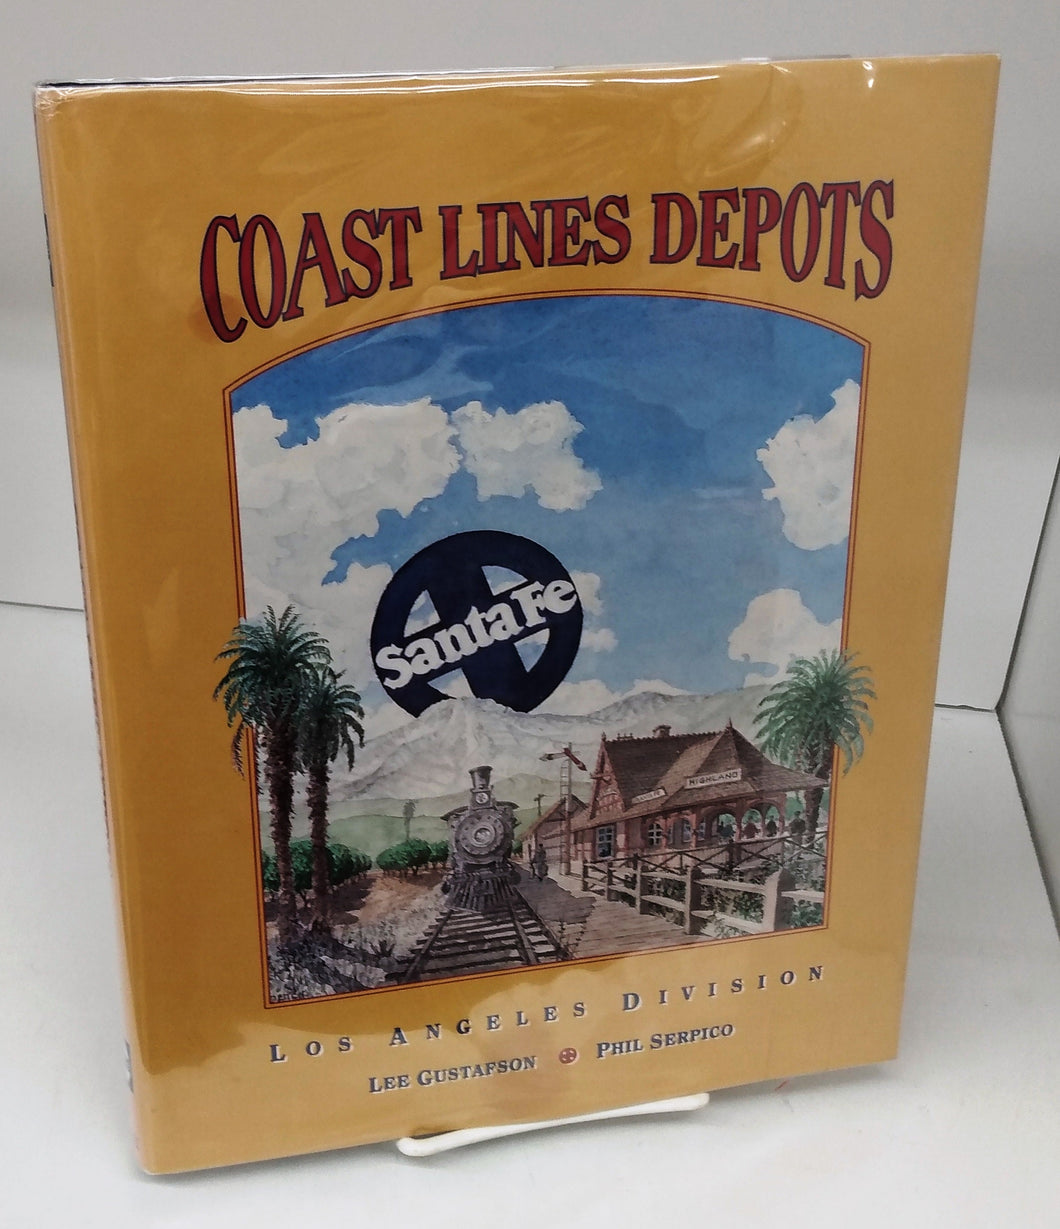 COAST LINES DEPOTS
Santa Fe
HIGHLAND
LOS ANGELES DIVISION
LEE GUSTAFSON PHIL SERPICO